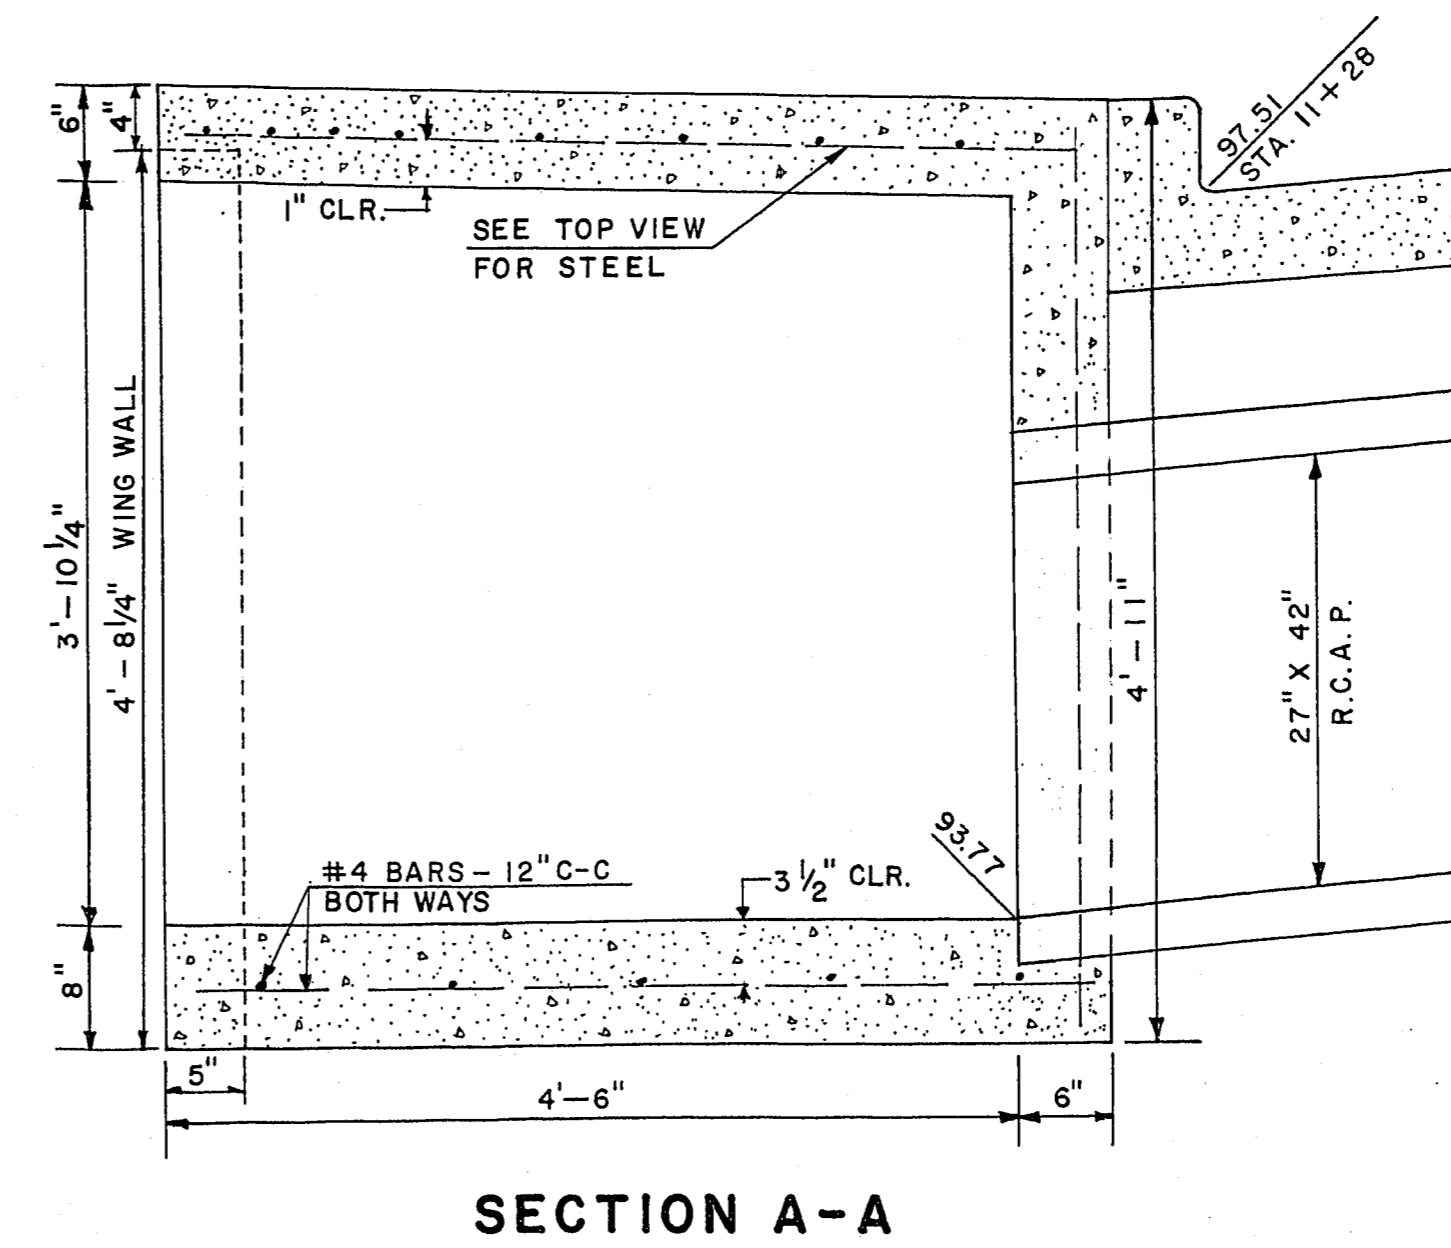 97.51
STA. 11+28
6"
4"
1" CLR.
SEE TOP VIEW
FOR STEEL
3'-10 1/4"
4'-8 1/4" WING WALL
4'-11"
27" X 42"
R.C.A.P.
93.77
#4 BARS - 12" C-C
BOTH WAYS
3 1/2" CLR.
8"
5"
4'-6"
6"
SECTION A-A